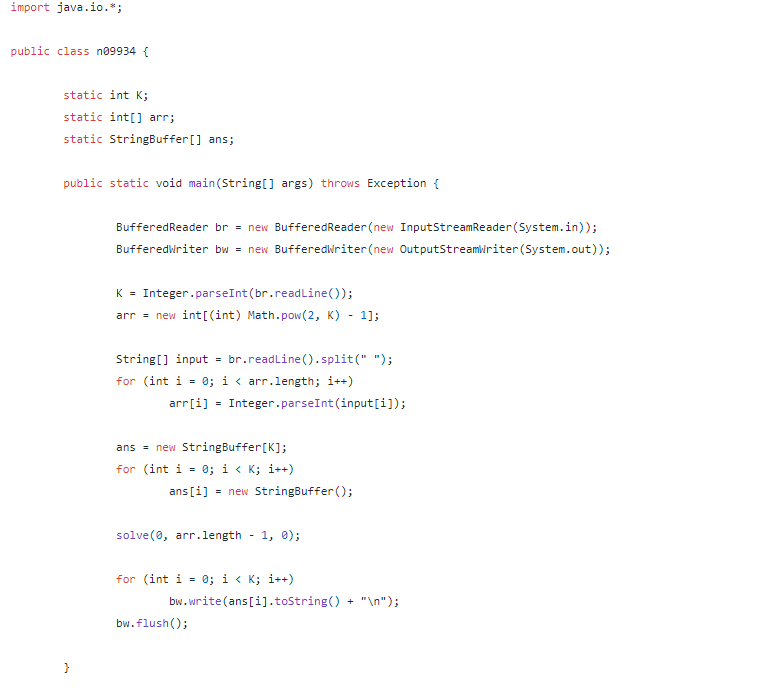 import java.io.*;
public class n09934 {
static int K;
static int[] arr;
static StringBuffer[] ans;
public static void main(String[] args) throws Exception {
BufferedReader br = new BufferedReader(new InputStreamReader(System.in));
BufferedWriter bw = new BufferedWriter(new OutputStreamWriter(System.out));
K = Integer.parseInt(br.readLine());
arr = new int[(int) Math.pow(2, K) - 1];
String[] input = br.readLine().split(" ");
for (int i = 0; i < arr.length; i++)
arr[i] = Integer.parseInt(input[i]);
ans = new StringBuffer[K];
for (int i = 0; i < K; i++)
ans[i] = new StringBuffer();
solve(0, arr.length - 1, 0);
for (int i = 0; i < K; i++)
bw.write(ans[i].toString() + "\n");
bw.flush();
}